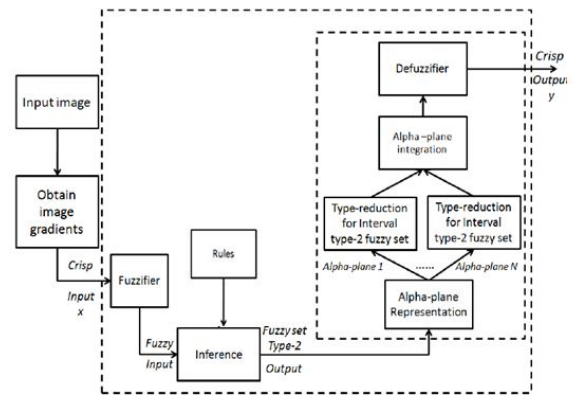 Input image
Obtain
image
gradients
Crisp
Input
x
Fuzzifier
Fuzzy
Input
Rules
Inference
Fuzzy set
Type-2
Output
Alpha-plane
Representation
Alpha-plane 1
......
Alpha-plane N
Type-reduction
for Interval
type-2 fuzzy set
Type-reduction
for Interval
type-2 fuzzy set
Alpha –plane
integration
Defuzzifier
Crisp
Output
y